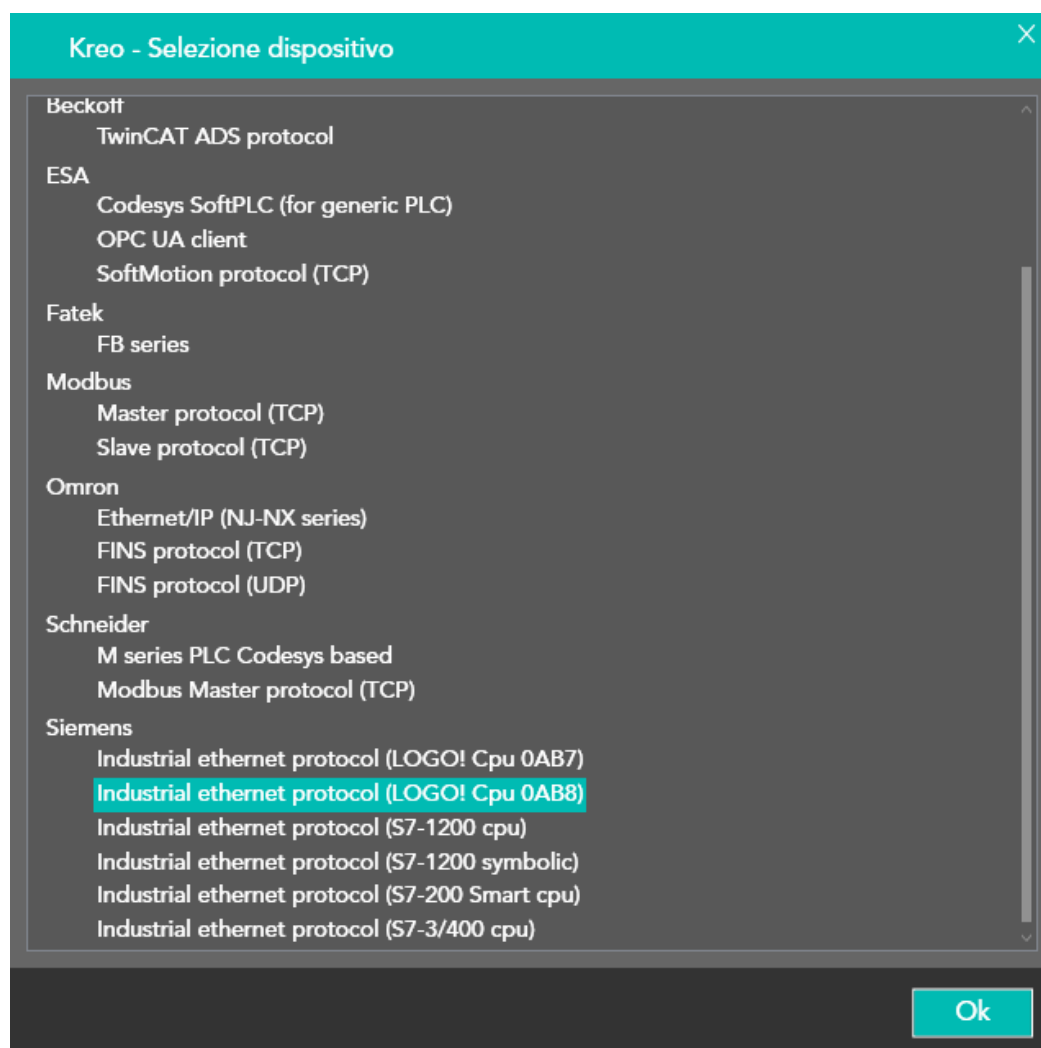 Kreo - Selezione dispositivo
Beckoff
TwinCAT ADS protocol
ESA
Codesys SoftPLC (for generic PLC)
OPC UA client
SoftMotion protocol (TCP)
Fatek
FB series
Modbus
Master protocol (TCP)
Slave protocol (TCP)
Omron
Ethernet/IP (NJ-NX series)
FINS protocol (TCP)
FINS protocol (UDP)
Schneider
M series PLC Codesys based
Modbus Master protocol (TCP)
Siemens
Industrial ethernet protocol (LOGO! Cpu 0AB7)
Industrial ethernet protocol (LOGO! Cpu 0AB8)
Industrial ethernet protocol (S7-1200 cpu)
Industrial ethernet protocol (S7-1200 symbolic)
Industrial ethernet protocol (S7-200 Smart cpu)
Industrial ethernet protocol (S7-3/400 cpu)
Ok